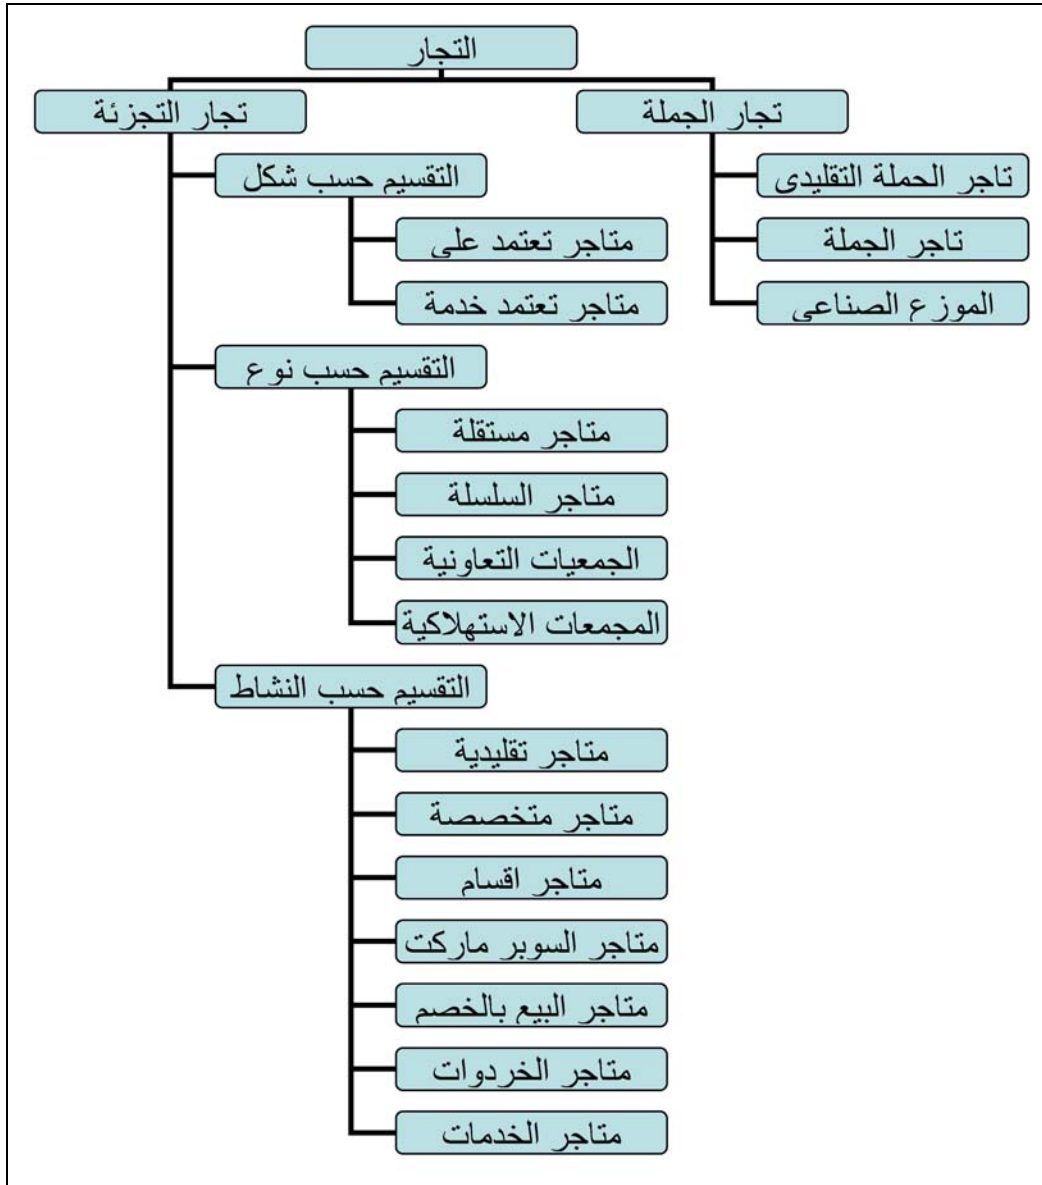 التجار
تجار الجملة
تجار التجزئة
تاجر الحملة التقليدى
تاجر الجملة
الموزع الصناعى
التقسيم حسب شكل
متاجر تعتمد على
متاجر تعتمد خدمة
التقسيم حسب نوع
متاجر مستقلة
متاجر السلسلة
الجمعيات التعاونية
المجمعات الاستهلاكية
التقسيم حسب النشاط
متاجر تقليدية
متاجر متخصصة
متاجر اقسام
متاجر السوبر ماركت
متاجر البيع بالخصم
متاجر الخردوات
متاجر الخدمات